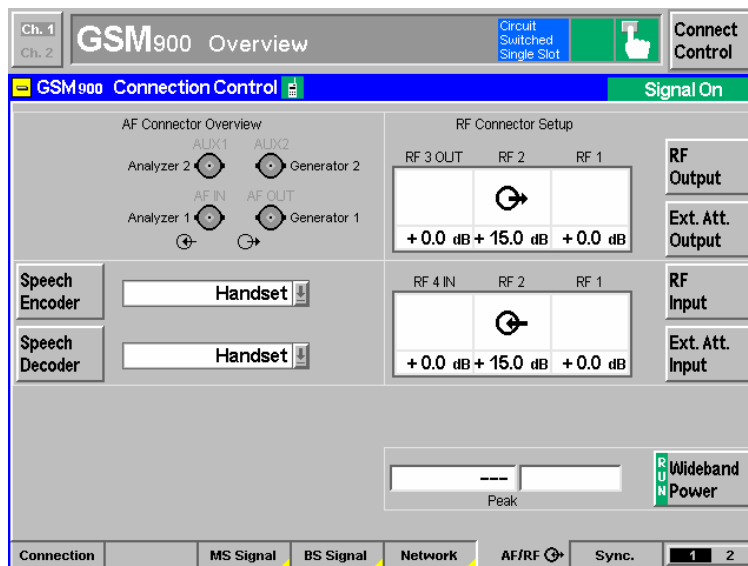 Ch. 1
Ch. 2
GSM900 Overview
Circuit
Switched
Single Slot
Connect
Control
GSM900 Connection Control
Signal On
AF Connector Overview
AUX1 AUX2
Analyzer 2 Generator 2
AF IN AF OUT
Analyzer 1 Generator 1
RF Connector Setup
RF 3 OUT RF 2 RF 1
+ 0.0 dB + 15.0 dB + 0.0 dB
RF
Output
Ext. Att.
Output
Speech
Encoder
Handset
Speech
Decoder
Handset
RF 4 IN RF 2 RF 1
+ 0.0 dB + 15.0 dB + 0.0 dB
RF
Input
Ext. Att.
Input
---
Peak
RUN
Wideband
Power
Connection MS Signal BS Signal Network AF/RF Sync. 1 2